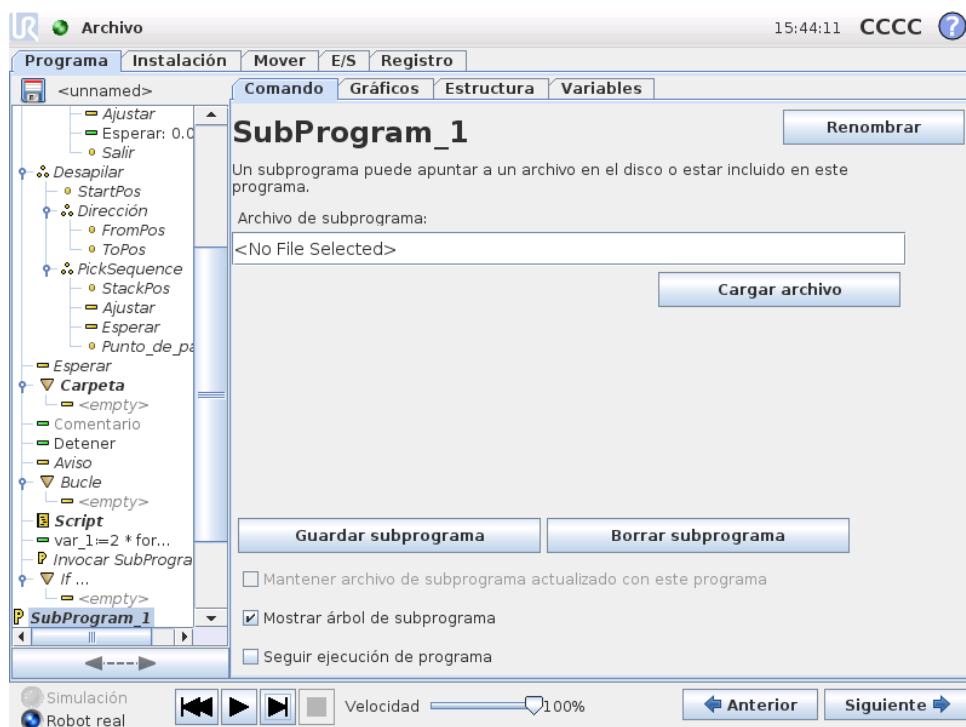 UR Archivo 15:44:11 CCCC ?
Programa Instalación Mover E/S Registro
<unnamed>
Comando Gráficos Estructura Variables
Ajustar
Esperar: 0.0
Salir
Desapilar
StartPos
Dirección
FromPos
ToPos
PickSequence
StackPos
Ajustar
Esperar
Punto_de_pa
Esperar
Carpeta
<empty>
Comentario
Detener
Aviso
Bucle
<empty>
Script
var_1≔2 * for...
P Invocar SubProgra
If ...
<empty>
P SubProgram_1
SubProgram_1
Renombrar
Un subprograma puede apuntar a un archivo en el disco o estar incluido en este
programa.
Archivo de subprograma:
<No File Selected>
Cargar archivo
Guardar subprograma Borrar subprograma
Mantener archivo de subprograma actualizado con este programa
Mostrar árbol de subprograma
Seguir ejecución de programa
Simulación
Robot real
Velocidad 100%
Anterior Siguiente